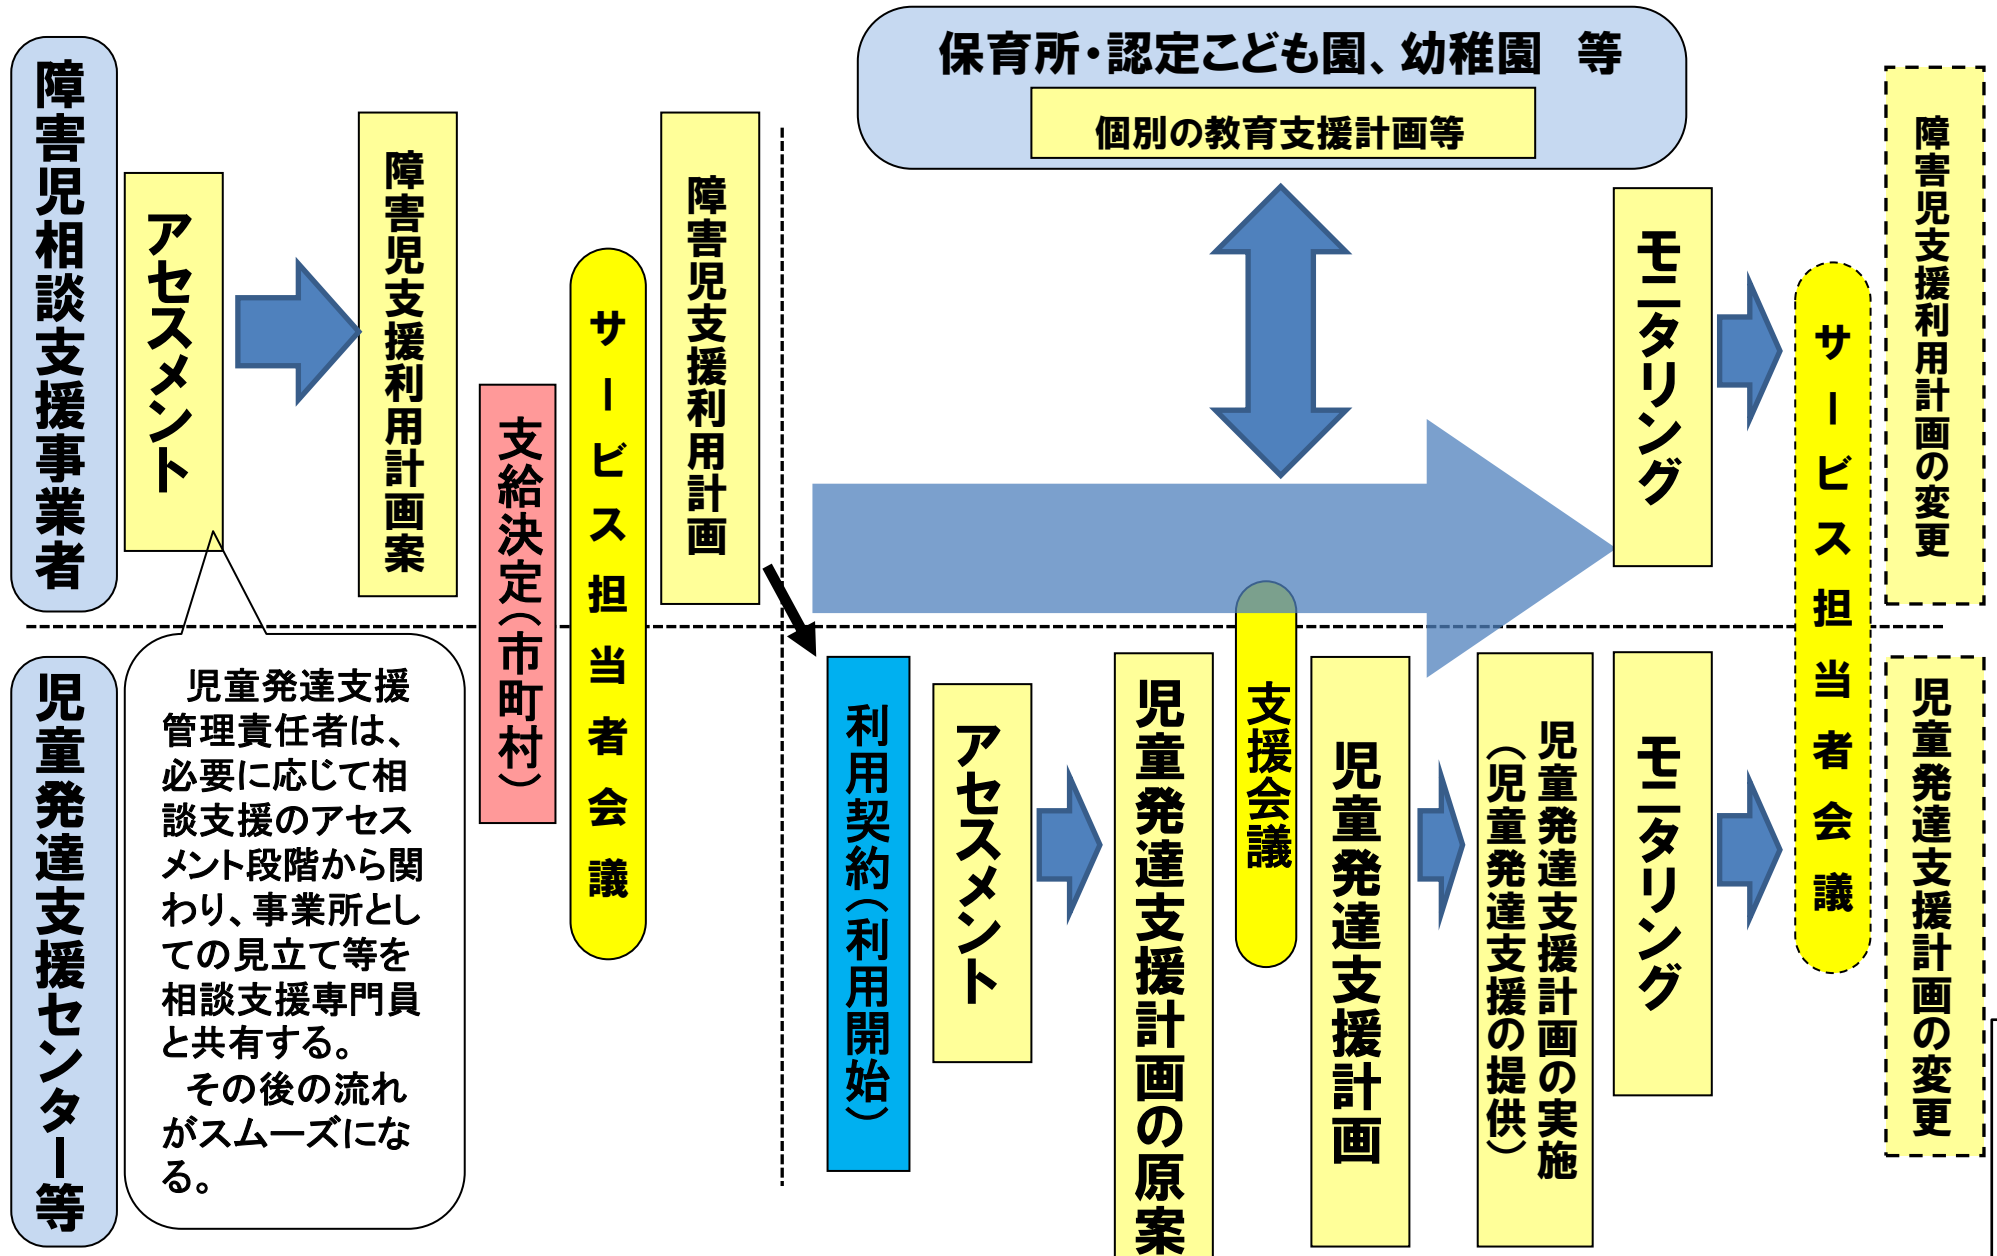 障害児相談支援事業者
アセスメント
障害児支援利用計画案
支給決定（市町村）
サービス担当者会議
障害児支援利用計画
保育所・認定こども園、幼稚園　等
個別の教育支援計画等
モニタリング
サービス担当者会議
障害児支援利用計画の変更
児童発達支援センター等
児童発達支援
管理責任者は、
必要に応じて相
談支援のアセス
メント段階から関
わり、事業所とし
ての見立て等を
相談支援専門員
と共有する。
その後の流れ
がスムーズにな
る。
利用契約（利用開始）
アセスメント
児童発達支援計画の原案
支援会議
児童発達支援計画
児童発達支援計画の実施
（児童発達支援の提供）
モニタリング
児童発達支援計画の変更